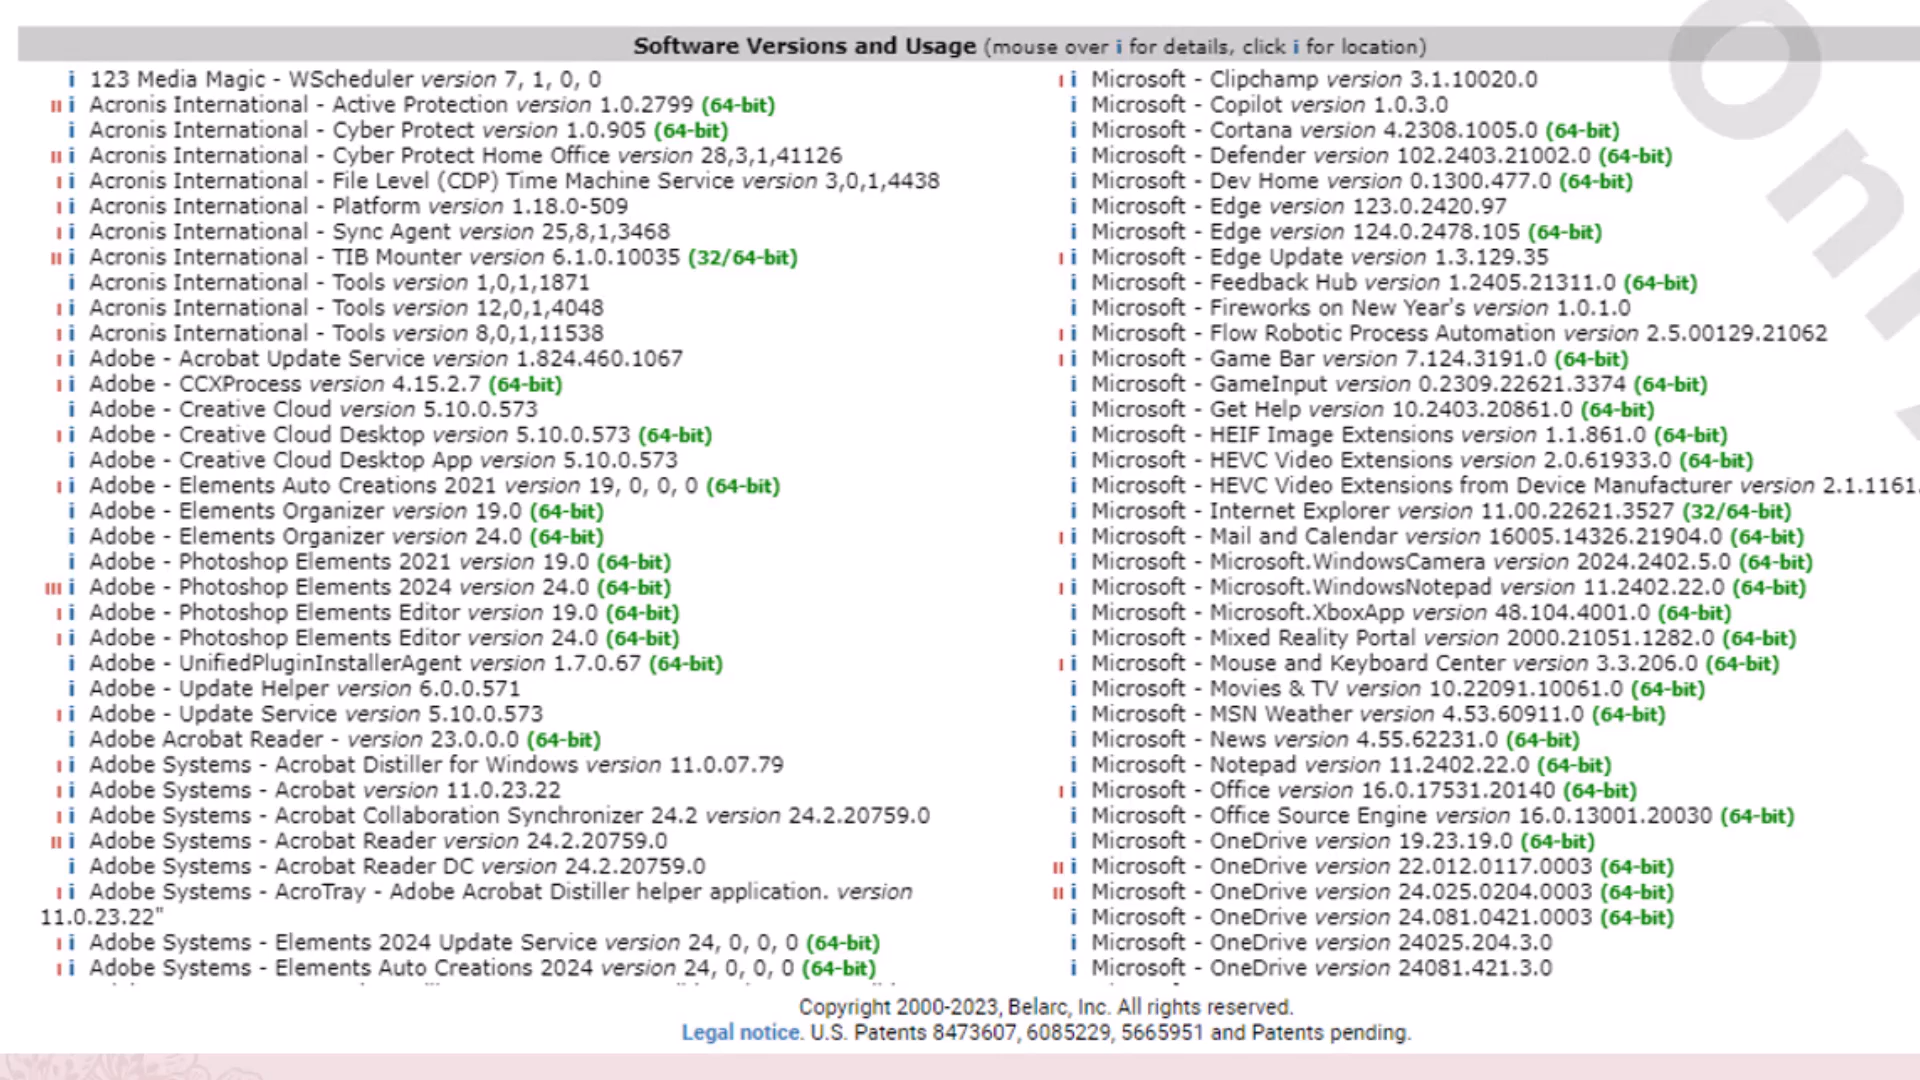 Software Versions and Usage (mouse over i for details, click i for location)
i 123 Media Magic - WScheduler version 7, 1, 0, 0
II i Acronis International - Active Protection version 1.0.2799 (64-bit)
i Acronis International - Cyber Protect version 1.0.905 (64-bit)
II i Acronis International - Cyber Protect Home Office version 28,3,1,41126
I i Acronis International - File Level (CDP) Time Machine Service version 3,0,1,4438
I i Acronis International - Platform version 1.18.0-509
I i Acronis International - Sync Agent version 25,8,1,3468
II i Acronis International - TIB Mounter version 6.1.0.10035 (32/64-bit)
i Acronis International - Tools version 1,0,1,1871
I i Acronis International - Tools version 12,0,1,4048
I i Acronis International - Tools version 8,0,1,11538
I i Adobe - Acrobat Update Service version 1.824.460.1067
I i Adobe - CCXProcess version 4.15.2.7 (64-bit)
i Adobe - Creative Cloud version 5.10.0.573
I i Adobe - Creative Cloud Desktop version 5.10.0.573 (64-bit)
i Adobe - Creative Cloud Desktop App version 5.10.0.573
I i Adobe - Elements Auto Creations 2021 version 19, 0, 0, 0 (64-bit)
i Adobe - Elements Organizer version 19.0 (64-bit)
i Adobe - Elements Organizer version 24.0 (64-bit)
i Adobe - Photoshop Elements 2021 version 19.0 (64-bit)
III i Adobe - Photoshop Elements 2024 version 24.0 (64-bit)
I i Adobe - Photoshop Elements Editor version 19.0 (64-bit)
I i Adobe - Photoshop Elements Editor version 24.0 (64-bit)
i Adobe - UnifiedPluginInstallerAgent version 1.7.0.67 (64-bit)
i Adobe - Update Helper version 6.0.0.571
I i Adobe - Update Service version 5.10.0.573
i Adobe Acrobat Reader - version 23.0.0.0 (64-bit)
I i Adobe Systems - Acrobat Distiller for Windows version 11.0.07.79
I i Adobe Systems - Acrobat version 11.0.23.22
I i Adobe Systems - Acrobat Collaboration Synchronizer 24.2 version 24.2.20759.0
II i Adobe Systems - Acrobat Reader version 24.2.20759.0
i Adobe Systems - Acrobat Reader DC version 24.2.20759.0
I i Adobe Systems - AcroTray - Adobe Acrobat Distiller helper application. version
11.0.23.22"
I i Adobe Systems - Elements 2024 Update Service version 24, 0, 0, 0 (64-bit)
I i Adobe Systems - Elements Auto Creations 2024 version 24, 0, 0, 0 (64-bit)
I i Microsoft - Clipchamp version 3.1.10020.0
i Microsoft - Copilot version 1.0.3.0
i Microsoft - Cortana version 4.2308.1005.0 (64-bit)
i Microsoft - Defender version 102.2403.21002.0 (64-bit)
i Microsoft - Dev Home version 0.1300.477.0 (64-bit)
i Microsoft - Edge version 123.0.2420.97
i Microsoft - Edge version 124.0.2478.105 (64-bit)
I i Microsoft - Edge Update version 1.3.129.35
i Microsoft - Feedback Hub version 1.2405.21311.0 (64-bit)
i Microsoft - Fireworks on New Year's version 1.0.1.0
I i Microsoft - Flow Robotic Process Automation version 2.5.00129.21062
I i Microsoft - Game Bar version 7.124.3191.0 (64-bit)
i Microsoft - GameInput version 0.2309.22621.3374 (64-bit)
i Microsoft - Get Help version 10.2403.20861.0 (64-bit)
i Microsoft - HEIF Image Extensions version 1.1.861.0 (64-bit)
i Microsoft - HEVC Video Extensions version 2.0.61933.0 (64-bit)
i Microsoft - HEVC Video Extensions from Device Manufacturer version 2.1.1161.
i Microsoft - Internet Explorer version 11.00.22621.3527 (32/64-bit)
I i Microsoft - Mail and Calendar version 16005.14326.21904.0 (64-bit)
i Microsoft - Microsoft.WindowsCamera version 2024.2402.5.0 (64-bit)
I i Microsoft - Microsoft.WindowsNotepad version 11.2402.22.0 (64-bit)
i Microsoft - Microsoft.XboxApp version 48.104.4001.0 (64-bit)
i Microsoft - Mixed Reality Portal version 2000.21051.1282.0 (64-bit)
I i Microsoft - Mouse and Keyboard Center version 3.3.206.0 (64-bit)
i Microsoft - Movies & TV version 10.22091.10061.0 (64-bit)
i Microsoft - MSN Weather version 4.53.60911.0 (64-bit)
i Microsoft - News version 4.55.62231.0 (64-bit)
i Microsoft - Notepad version 11.2402.22.0 (64-bit)
I i Microsoft - Office version 16.0.17531.20140 (64-bit)
i Microsoft - Office Source Engine version 16.0.13001.20030 (64-bit)
i Microsoft - OneDrive version 19.23.19.0 (64-bit)
II i Microsoft - OneDrive version 22.012.0117.0003 (64-bit)
II i Microsoft - OneDrive version 24.025.0204.0003 (64-bit)
i Microsoft - OneDrive version 24.081.0421.0003 (64-bit)
i Microsoft - OneDrive version 24025.204.3.0
i Microsoft - OneDrive version 24081.421.3.0
Copyright 2000-2023, Belarc, Inc. All rights reserved.
Legal notice. U.S. Patents 8473607, 6085229, 5665951 and Patents pending.